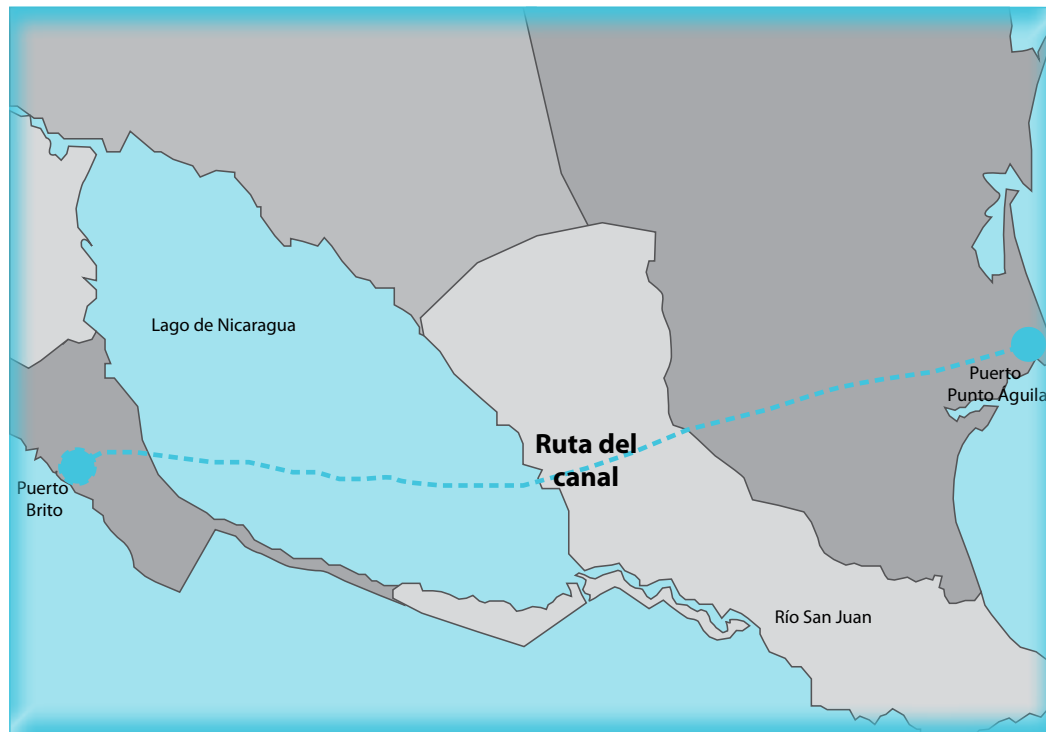 Lago de Nicaragua
Puerto
Punto Águila
Ruta del
canal
Puerto
Brito
Río San Juan